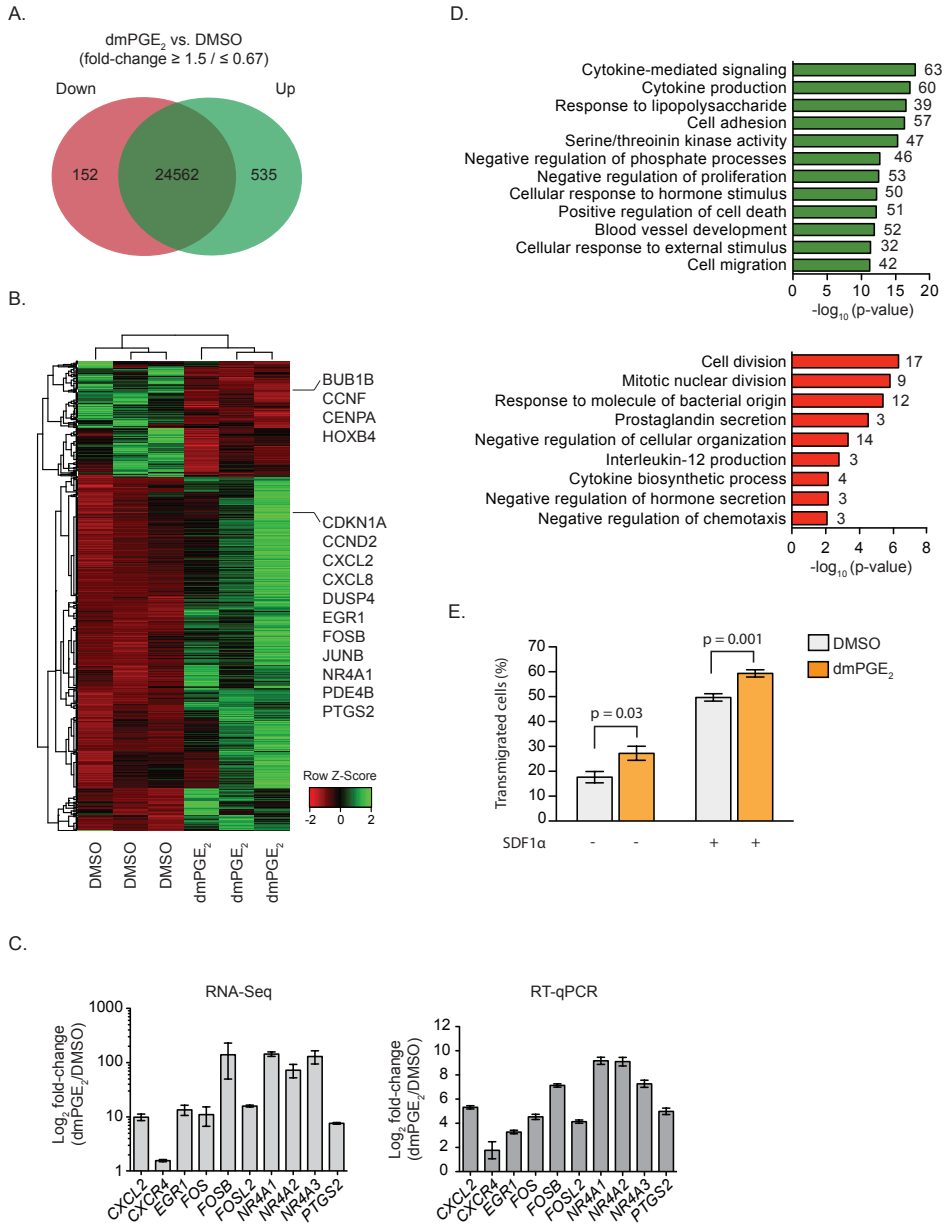 A.
dmPGE₂ vs. DMSO
(fold-change ≥ 1.5 / ≤ 0.67)
Down
Up
152
24562
535
B.
BUB1B
CCNF
CENPA
HOXB4
CDKN1A
CCND2
CXCL2
CXCL8
DUSP4
EGR1
FOSB
JUNB
NR4A1
PDE4B
PTGS2
Row Z-Score
-2 0 2
DMSO
DMSO
DMSO
dmPGE₂
dmPGE₂
dmPGE₂
C.
RNA-Seq
Log₂ fold-change
(dmPGE₂/DMSO)
1000
100
10
1
CXCL2
CXCR4
EGR1
FOS
FOSB
FOSL2
NR4A1
NR4A2
NR4A3
PTGS2
RT-qPCR
Log₂ fold-change
(dmPGE₂/DMSO)
12
10
8
6
4
2
0
CXCL2
CXCR4
EGR1
FOS
FOSB
FOSL2
NR4A1
NR4A2
NR4A3
PTGS2
D.
Cytokine-mediated signaling 63
Cytokine production 60
Response to lipopolysaccharide 39
Cell adhesion 57
Serine/threoinin kinase activity 47
Negative regulation of phosphate processes 46
Negative regulation of proliferation 53
Cellular response to hormone stimulus 50
Positive regulation of cell death 51
Blood vessel development 52
Cellular response to external stimulus 32
Cell migration 42
0 5 10 15 20
-log₁₀ (p-value)
Cell division 17
Mitotic nuclear division 9
Response to molecule of bacterial origin 12
Prostaglandin secretion 3
Negative regulation of cellular organization 14
Interleukin-12 production 3
Cytokine biosynthetic process 4
Negative regulation of hormone secretion 3
Negative regulation of chemotaxis 3
0 2 4 6 8
-log₁₀ (p-value)
E.
DMSO
dmPGE₂
p = 0.001
p = 0.03
Transmigrated cells (%)
70
60
50
40
30
20
10
0
SDF1α - - + +